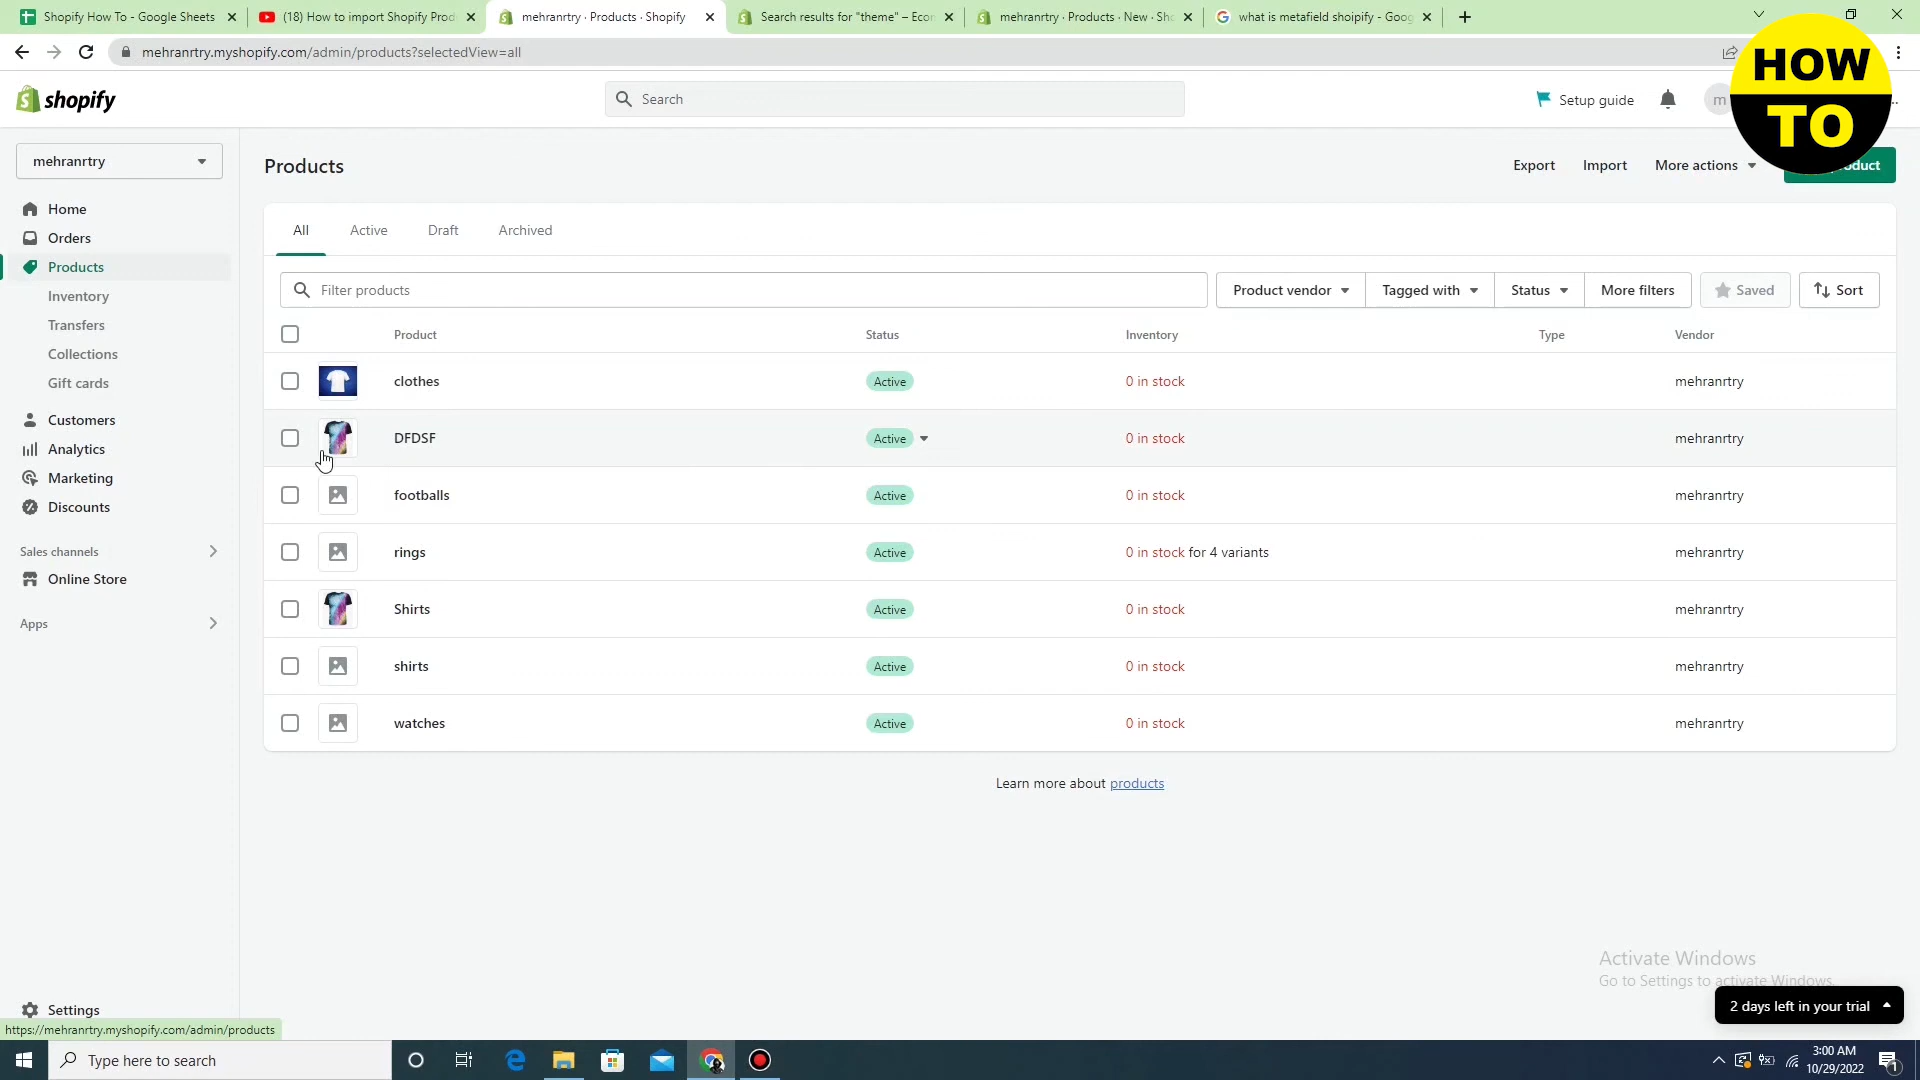 Shopify How To - Google Sheets
(18) How to import Shopify Prod
mehranrtry · Products · Shopify
Search results for "theme" – Ecom
mehranrtry · Products · New · Sho
what is metafield shoipify - Goog
mehranrtry.myshopify.com/admin/products?selectedView=all
HOW
TO
shopify
Search
Setup guide
m
mehranrtry
Products
Export
Import
More actions
Home
Orders
Products
Inventory
Transfers
Collections
Gift cards
Customers
Analytics
Marketing
Discounts
Sales channels
Online Store
Apps
Settings
All
Active
Draft
Archived
Filter products
Product vendor
Tagged with
Status
More filters
Saved
Sort
Product Status Inventory Type Vendor
clothes Active 0 in stock mehranrtry
DFDSF Active 0 in stock mehranrtry
footballs Active 0 in stock mehranrtry
rings Active 0 in stock for 4 variants mehranrtry
Shirts Active 0 in stock mehranrtry
shirts Active 0 in stock mehranrtry
watches Active 0 in stock mehranrtry
Learn more about products
Activate Windows
Go to Settings to activate Windows.
2 days left in your trial
https://mehranrtry.myshopify.com/admin/products
Type here to search
3:00 AM
10/29/2022
1